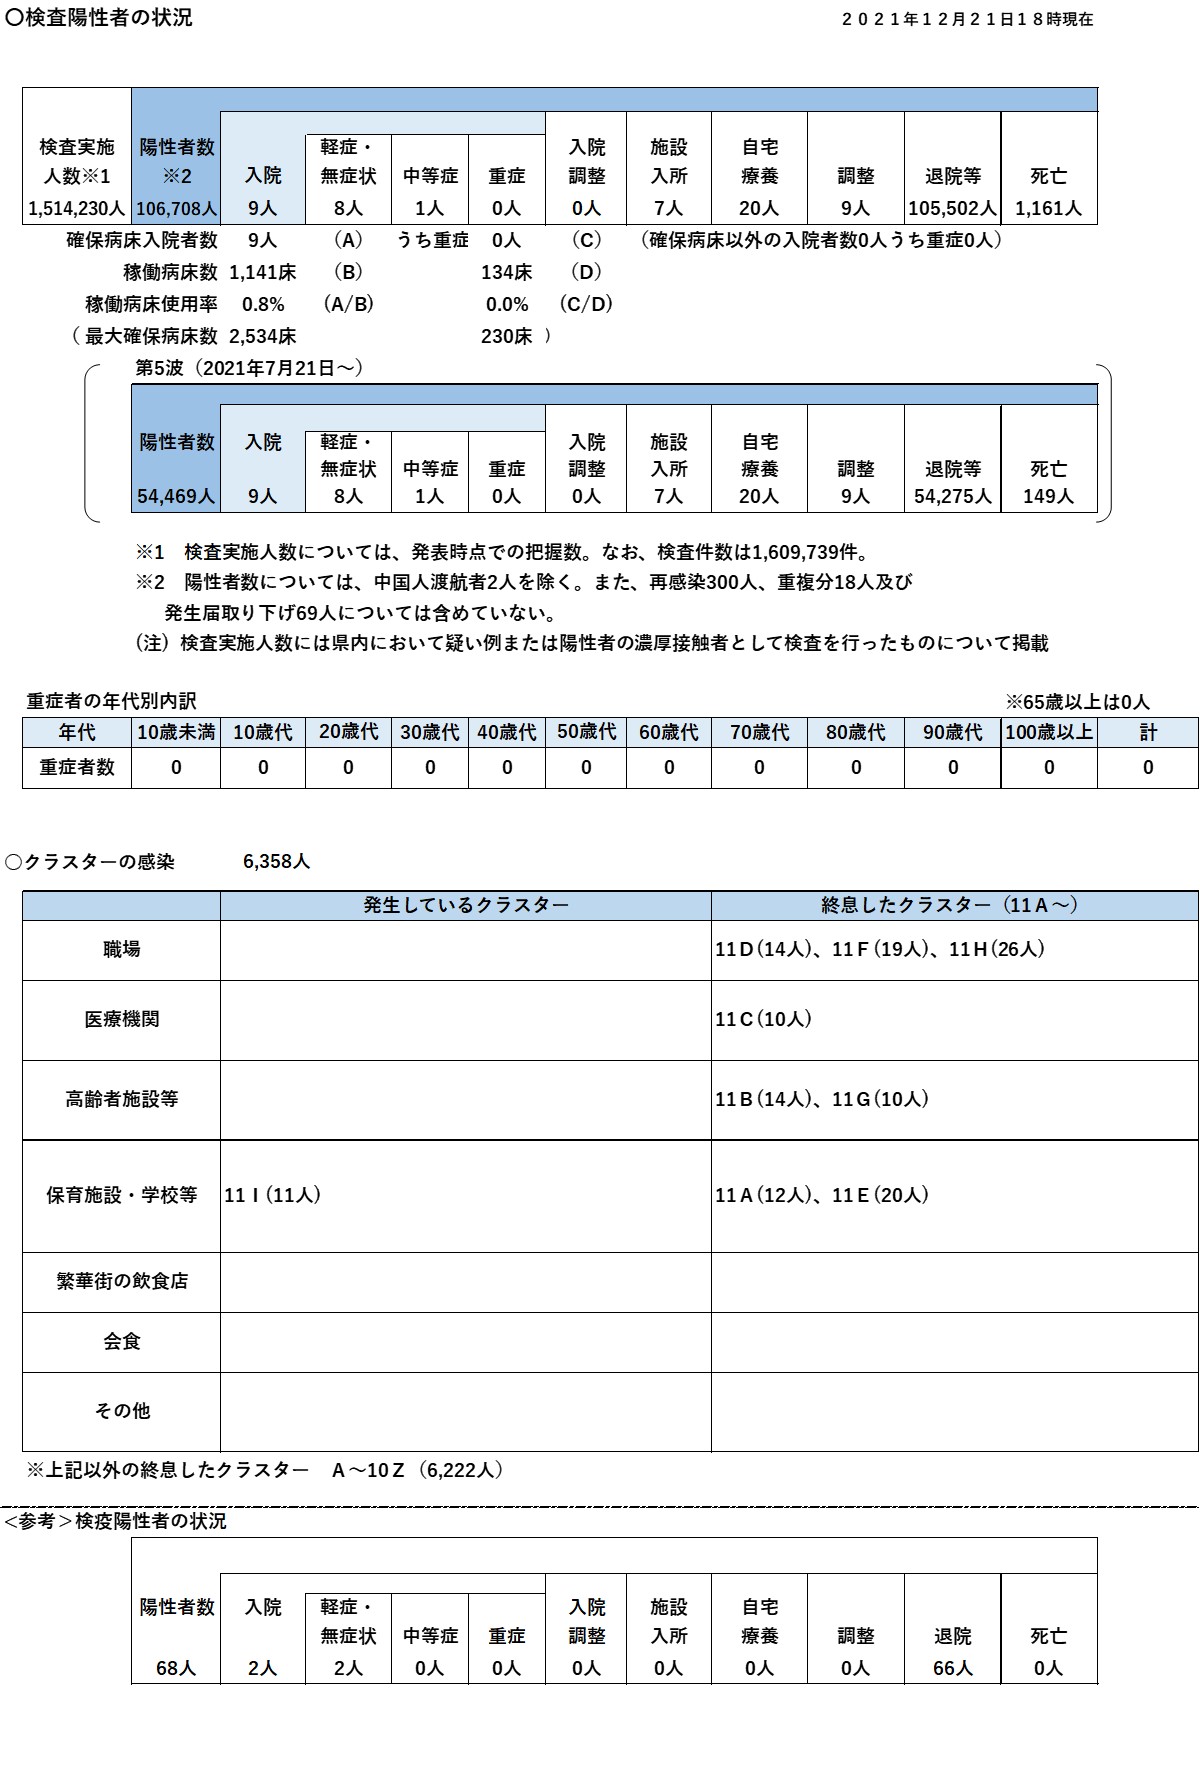 〇検査陽性者の状況
２０２１年１２月２１日１８時現在
検査実施 陽性者数 軽症・ 入院 施設 自宅
人数※1 ※2 入院 無症状 中等症 重症 調整 入所 療養 調整 退院等 死亡
1,514,230人 106,708人 9人 8人 1人 0人 0人 7人 20人 9人 105,502人 1,161人
確保病床入院者数 9人 （A） うち重症 0人 （C） （確保病床以外の入院者数0人うち重症0人）
稼働病床数 1,141床 （B） 134床 （D）
稼働病床使用率 0.8% (A/B) 0.0% (C/D)
（ 最大確保病床数 2,534床 230床 ）
第5波（2021年7月21日～）
陽性者数 入院 軽症・ 入院 施設 自宅
無症状 中等症 重症 調整 入所 療養 調整 退院等 死亡
54,469人 9人 8人 1人 0人 0人 7人 20人 9人 54,275人 149人
※1　検査実施人数については、発表時点での把握数。なお、検査件数は1,609,739件。
※2　陽性者数については、中国人渡航者2人を除く。また、再感染300人、重複分18人及び
発生届取り下げ69人については含めていない。
(注）検査実施人数には県内において疑い例または陽性者の濃厚接触者として検査を行ったものについて掲載
重症者の年代別内訳 ※65歳以上は0人
年代 10歳未満 10歳代 20歳代 30歳代 40歳代 50歳代 60歳代 70歳代 80歳代 90歳代 100歳以上 計
重症者数 0 0 0 0 0 0 0 0 0 0 0 0
○クラスターの感染 6,358人
発生しているクラスター 終息したクラスター（11Ａ～）
職場 11Ｄ(14人)、11Ｆ(19人)、11Ｈ(26人)
医療機関 11Ｃ(10人)
高齢者施設等 11Ｂ(14人)、11Ｇ(10人)
保育施設・学校等 11Ｉ(11人) 11Ａ(12人)、11Ｅ(20人)
繁華街の飲食店
会食
その他
※上記以外の終息したクラスター　Ａ～10Ｚ（6,222人）
＜参考＞検疫陽性者の状況
陽性者数 入院 軽症・ 入院 施設 自宅
無症状 中等症 重症 調整 入所 療養 調整 退院 死亡
68人 2人 2人 0人 0人 0人 0人 0人 0人 66人 0人